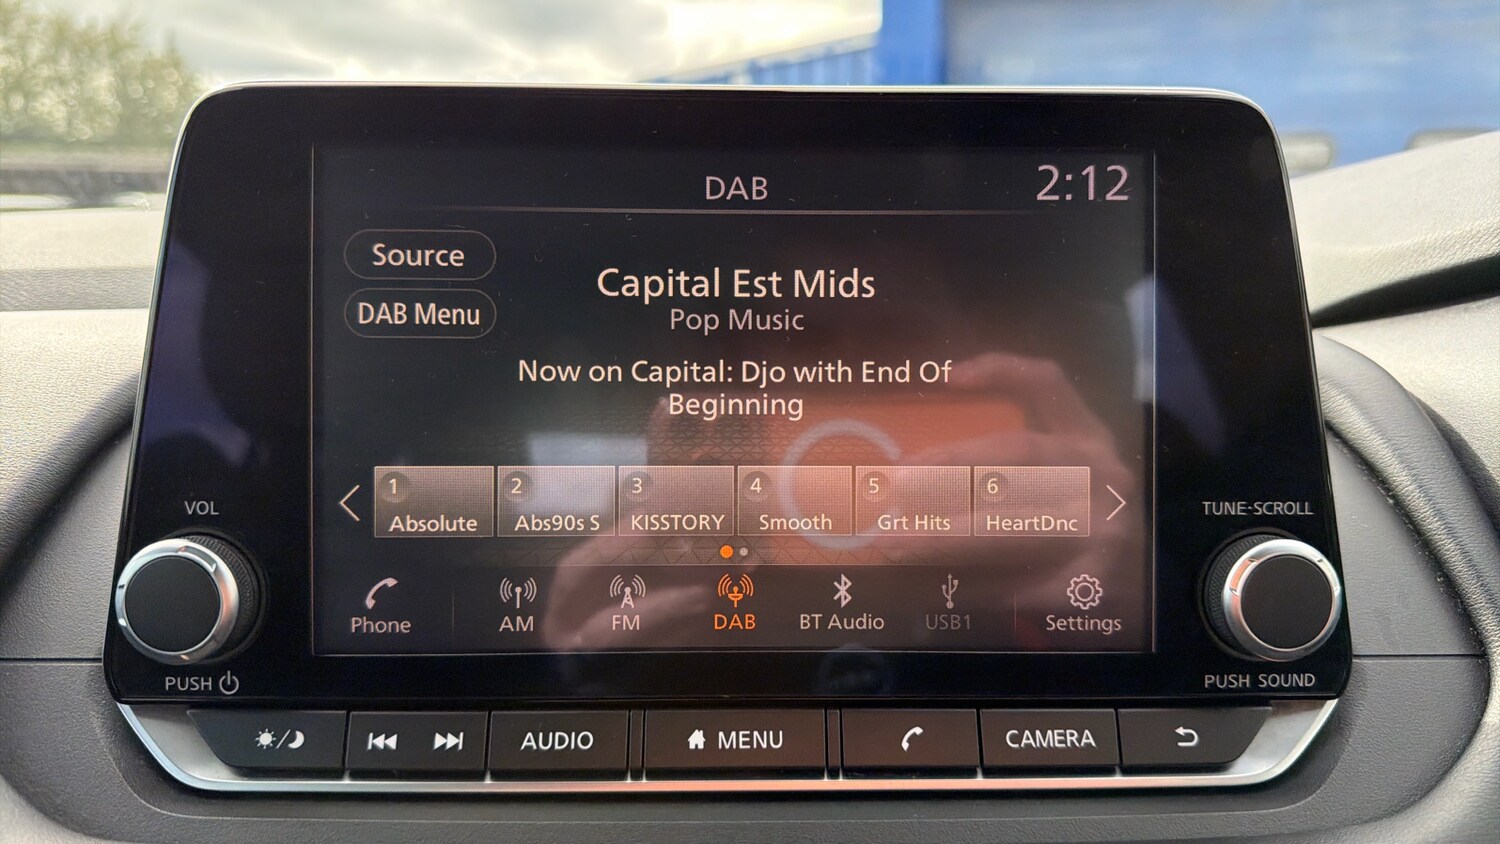 DAB
2:12
Source
DAB Menu
Capital Est Mids
Pop Music
Now on Capital: Djo with End Of
Beginning
1
Absolute
2
Abs90s S
3
KISSTORY
4
Smooth
5
Grt Hits
6
HeartDnc
Phone
AM
FM
DAB
BT Audio
USB1
Settings
VOL
PUSH
TUNE-SCROLL
PUSH SOUND
AUDIO
MENU
CAMERA